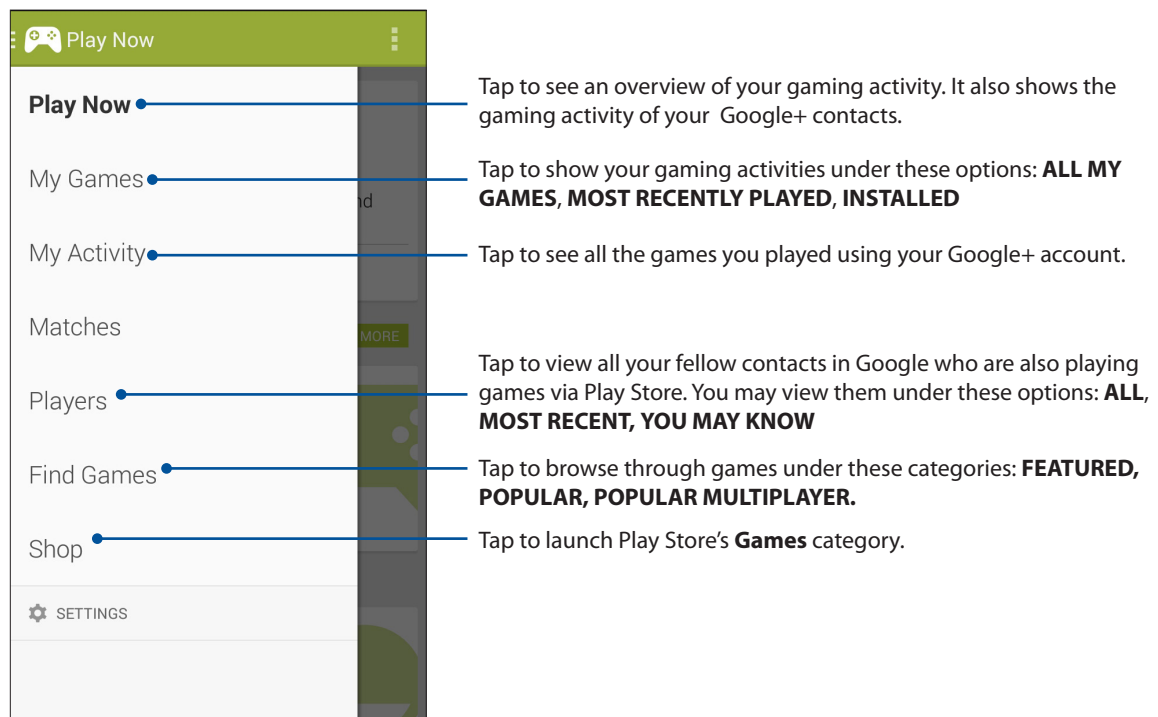 Play Now
Play Now
Tap to see an overview of your gaming activity. It also shows the
gaming activity of your Google+ contacts.
My Games
Tap to show your gaming activities under these options: ALL MY
GAMES, MOST RECENTLY PLAYED, INSTALLED
nd
My Activity
Tap to see all the games you played using your Google+ account.
Matches
MORE
Players
Tap to view all your fellow contacts in Google who are also playing
games via Play Store. You may view them under these options: ALL,
MOST RECENT, YOU MAY KNOW
Find Games
Tap to browse through games under these categories: FEATURED,
POPULAR, POPULAR MULTIPLAYER.
Shop
Tap to launch Play Store’s Games category.
SETTINGS